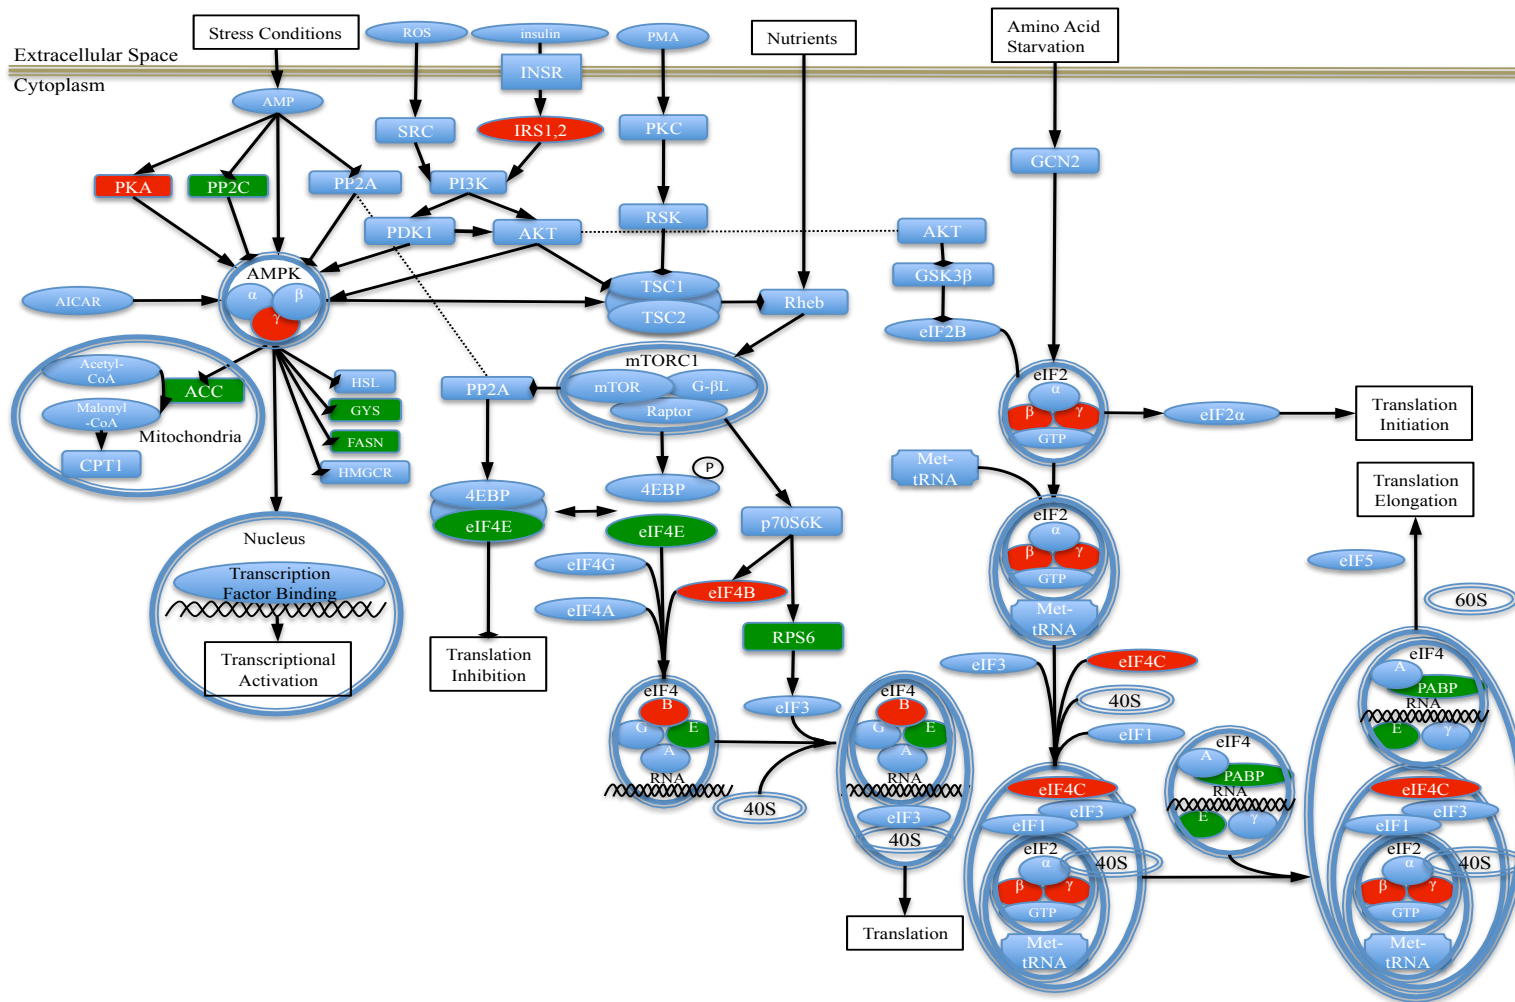 Stress Conditions
ROS
insulin
PMA
Nutrients
Amino Acid
Starvation
Extracellular Space
Cytoplasm
INSR
AMP
SRC
IRS1,2
PKC
GCN2
PKA
PP2C
PP2A
PI3K
PDK1
AKT
RSK
AKT
AMPK
α
β
γ
AICAR
TSC1
TSC2
Rheb
GSK3β
eIF2B
Acetyl-
CoA
ACC
Malonyl
-CoA
Mitochondria
CPT1
HSL
GYS
FASN
HMGCR
PP2A
mTORC1
mTOR
G-βL
Raptor
eIF2
α
β
γ
GTP
eIF2α
Translation
Initiation
4EBP
eIF4E
4EBP
P
eIF4E
p70S6K
Met-
tRNA
eIF2
α
β
γ
GTP
Met-
tRNA
Translation
Elongation
eIF5
60S
Nucleus
Transcription
Factor Binding
Transcriptional
Activation
Translation
Inhibition
eIF4G
eIF4A
eIF4B
RPS6
eIF3
eIF4
B
G
E
A
RNA
40S
eIF4
B
G
E
A
RNA
eIF3
40S
Translation
eIF3
eIF4C
40S
eIF1
eIF4C
eIF3
eIF1
eIF2
α
40S
β
γ
GTP
Met-
tRNA
eIF4
A
PABP
RNA
E
γ
eIF4
A
PABP
RNA
E
γ
eIF4C
eIF3
eIF1
eIF2
α
40S
β
γ
GTP
Met-
tRNA